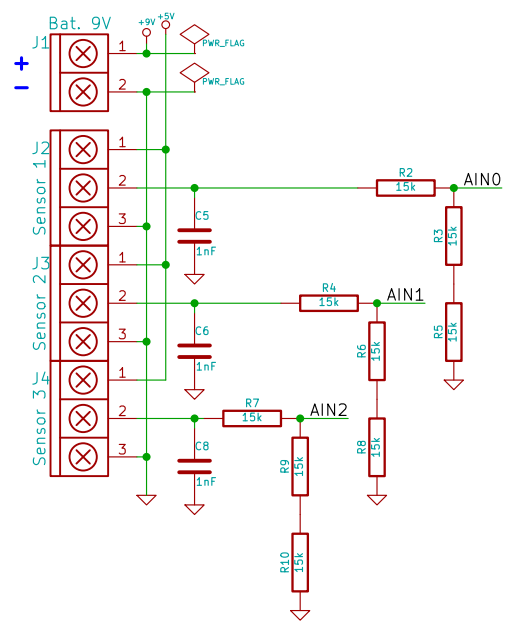 Bat. 9V
+9V
+5V
J1
1
PWR_FLAG
+
2
PWR_FLAG
-
J2
1
Sensor 1
2
R2
15k
AIN0
3
C5
1nF
R3
15k
J3
1
Sensor 2
2
R4
15k
AIN1
3
C6
1nF
R6
15k
R5
15k
J4
1
Sensor 3
2
R7
15k
AIN2
3
C8
1nF
R9
15k
R8
15k
R10
15k